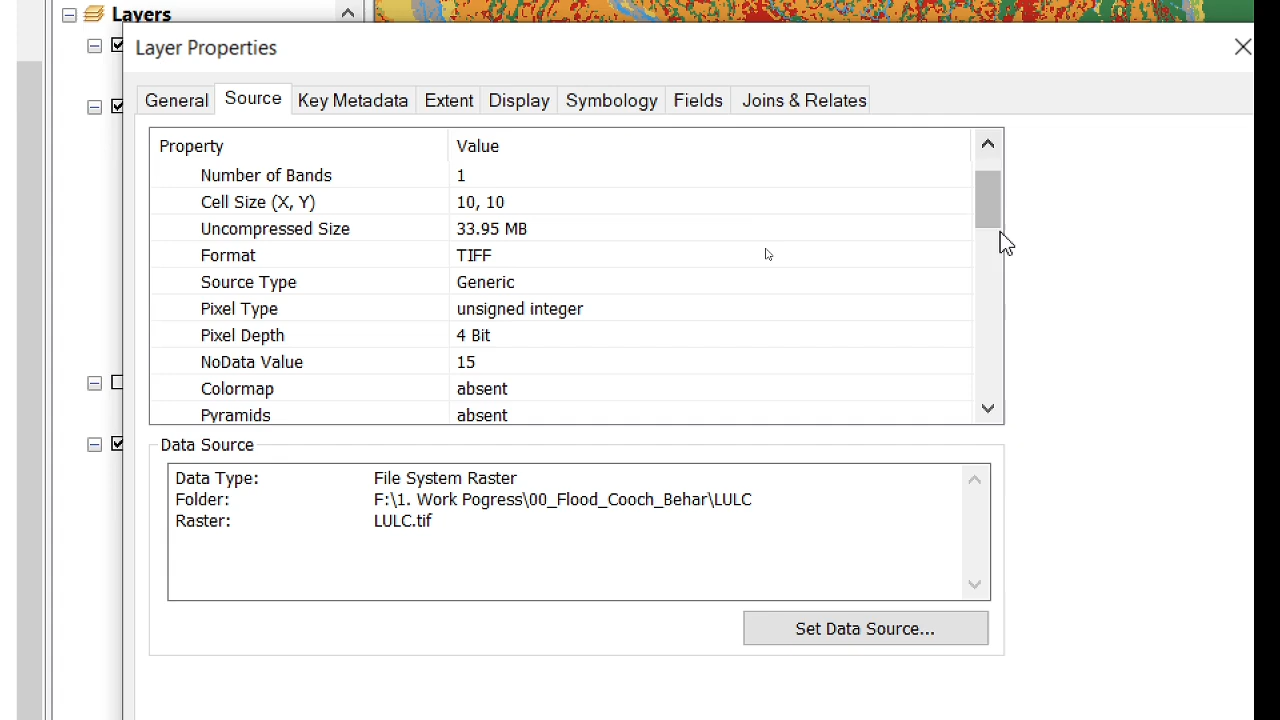 Layers
Layer Properties
General Source Key Metadata Extent Display Symbology Fields Joins & Relates
Property Value
Number of Bands 1
Cell Size (X, Y) 10, 10
Uncompressed Size 33.95 MB
Format TIFF
Source Type Generic
Pixel Type unsigned integer
Pixel Depth 4 Bit
NoData Value 15
Colormap absent
Pyramids absent
Data Source
Data Type: File System Raster
Folder: F:\1. Work Pogress\00_Flood_Cooch_Behar\LULC
Raster: LULC.tif
Set Data Source...